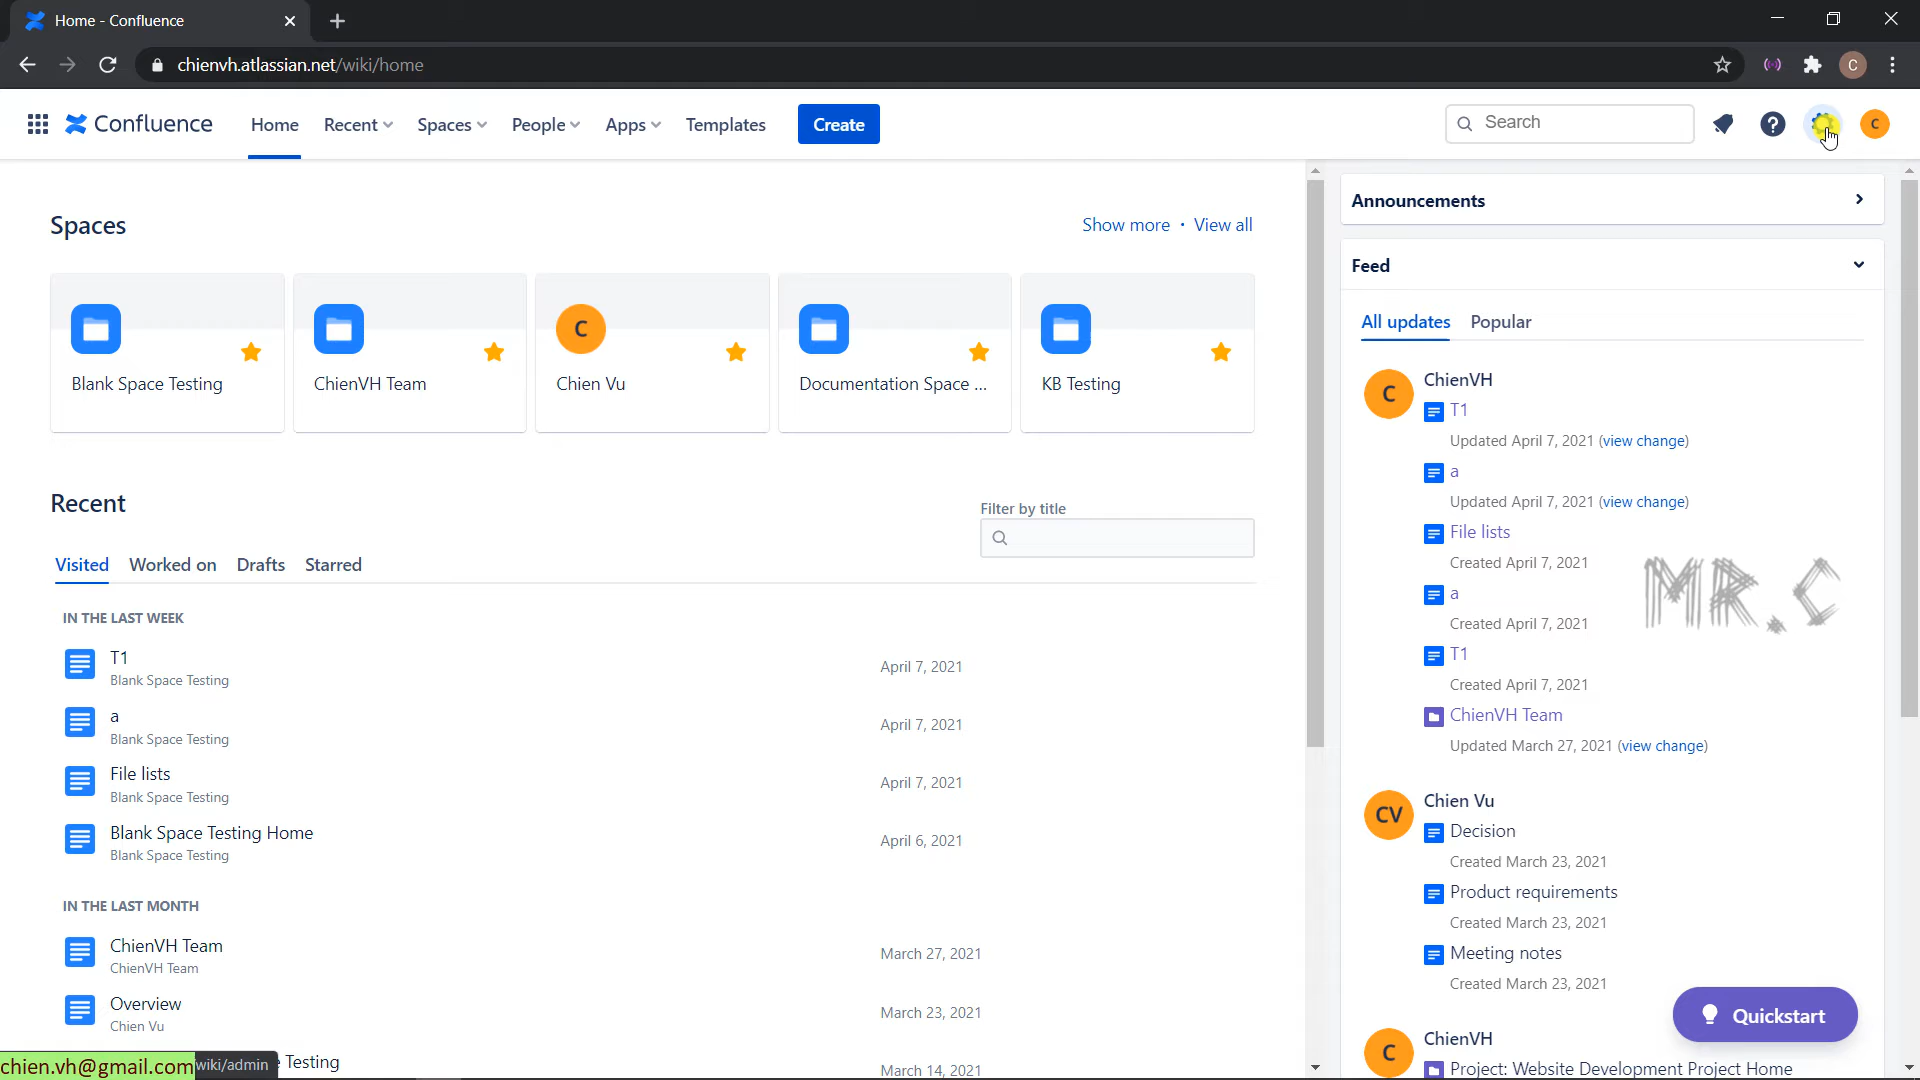 Home - Confluence
chienvh.atlassian.net/wiki/home
C
Confluence
Home
Recent
Spaces
People
Apps
Templates
Create
Search
C
Spaces
Show more • View all
Blank Space Testing
ChienVH Team
C
Chien Vu
Documentation Space ...
KB Testing
Recent
Filter by title
Visited
Worked on
Drafts
Starred
IN THE LAST WEEK
T1
Blank Space Testing
April 7, 2021
a
Blank Space Testing
April 7, 2021
File lists
Blank Space Testing
April 7, 2021
Blank Space Testing Home
Blank Space Testing
April 6, 2021
IN THE LAST MONTH
ChienVH Team
ChienVH Team
March 27, 2021
Overview
Chien Vu
March 23, 2021
Testing
March 14, 2021
chien.vh@gmail.com
wiki/admin
Announcements
Feed
All updates
Popular
C
ChienVH
T1
Updated April 7, 2021 (view change)
a
Updated April 7, 2021 (view change)
File lists
Created April 7, 2021
a
Created April 7, 2021
T1
Created April 7, 2021
ChienVH Team
Updated March 27, 2021 (view change)
MR.C
CV
Chien Vu
Decision
Created March 23, 2021
Product requirements
Created March 23, 2021
Meeting notes
Created March 23, 2021
Quickstart
C
ChienVH
Project: Website Development Project Home